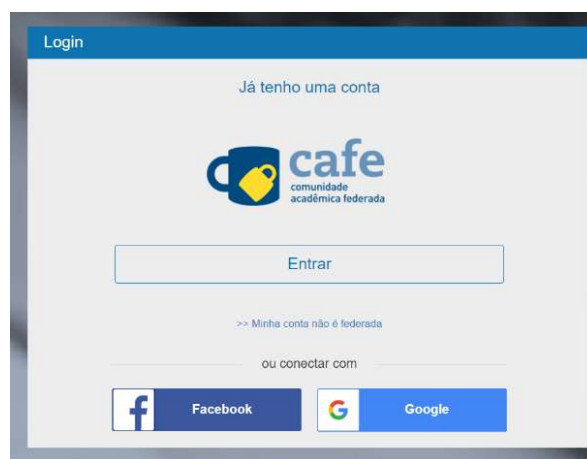 Login
Já tenho uma conta
cafe
comunidade
acadêmica federada
Entrar
>> Minha conta não é federada
ou conectar com
Facebook
Google